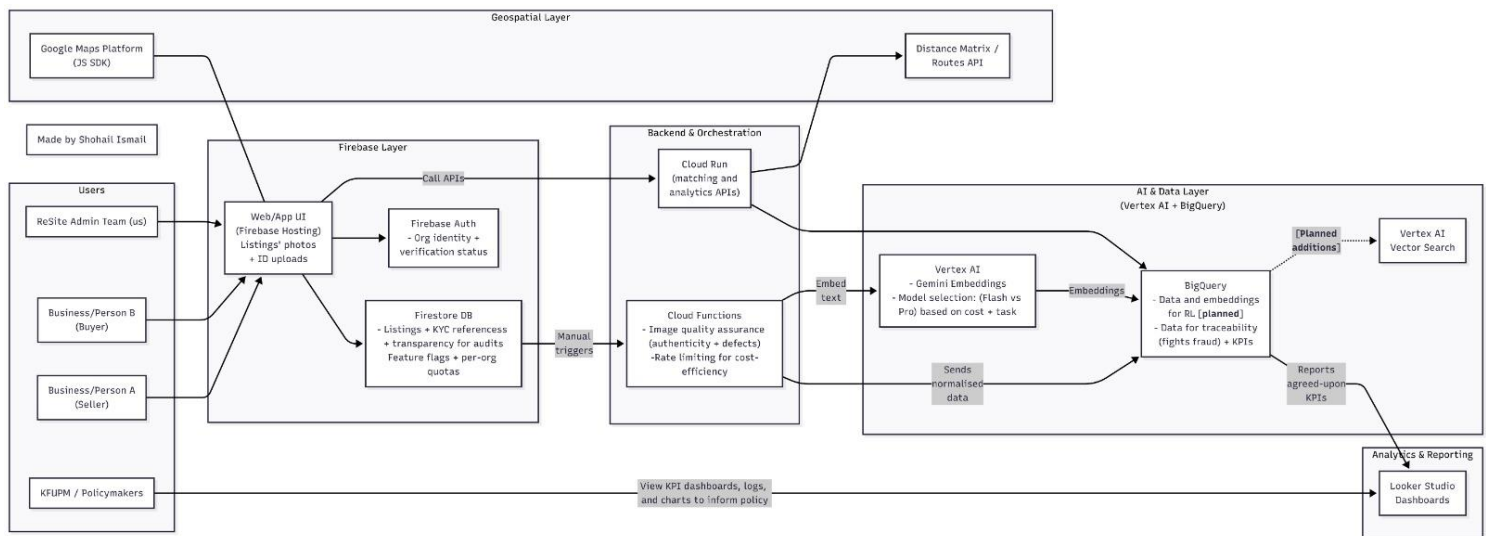 Geospatial Layer
Google Maps Platform
(JS SDK)
Distance Matrix /
Routes API
Made by Shohail Ismail
Users
ReSite Admin Team (us)
Business/Person B
(Buyer)
Business/Person A
(Seller)
KFUPM / Policymakers
Firebase Layer
Web/App UI
(Firebase Hosting)
Listings' photos
+ ID uploads
Firebase Auth
- Org identity +
verification status
Firestore DB
- Listings + KYC referencess
+ transparency for audits
Feature flags + per-org
quotas
Call APIs
Manual
triggers
Backend & Orchestration
Cloud Run
(matching and
analytics APIs)
Cloud Functions
- Image quality assurance
(authenticity + defects)
-Rate limiting for cost-
efficiency
Embed
text
Sends
normalised
data
AI & Data Layer
(Vertex AI + BigQuery)
Vertex AI
- Gemini Embeddings
- Model selection: (Flash vs
Pro) based on cost + task
Embeddings
BigQuery
- Data and embeddings
for RL [planned]
- Data for traceability
(fights fraud) + KPIs
[Planned
additions]
Vertex AI
Vector Search
Reports
agreed-upon
KPIs
Analytics & Reporting
Looker Studio
Dashboards
View KPI dashboards, logs,
and charts to inform policy